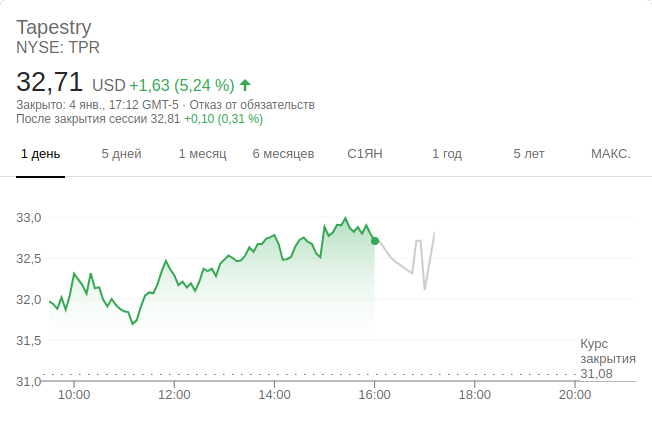 Tapestry
NYSE: TPR
32,71 USD +1,63 (5,24 %)
Закрыто: 4 янв., 17:12 GMT-5 · Отказ от обязательств
После закрытия сессии 32,81 +0,10 (0,31 %)
1 день 5 дней 1 месяц 6 месяцев С1ЯН 1 год 5 лет МАКС.
33,0
32,5
32,0
31,5
Курс
закрытия
31,08
31,0
10:00 12:00 14:00 16:00 18:00 20:00